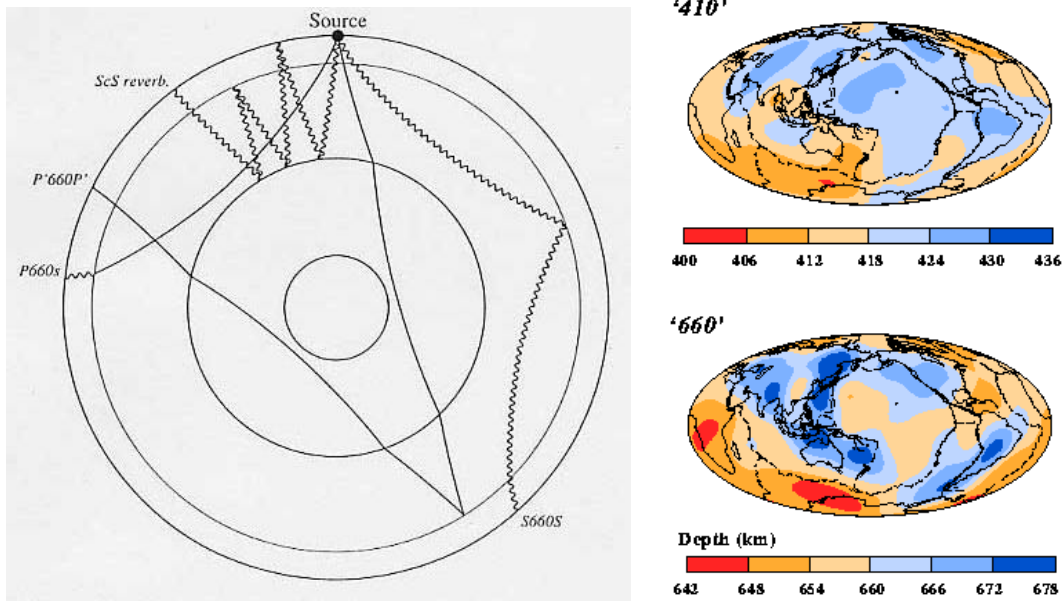 Source
ScS reverb.
P'660P'
P660s
S660S
'410'
400 406 412 418 424 430 436
'660'
Depth (km)
642 648 654 660 666 672 678